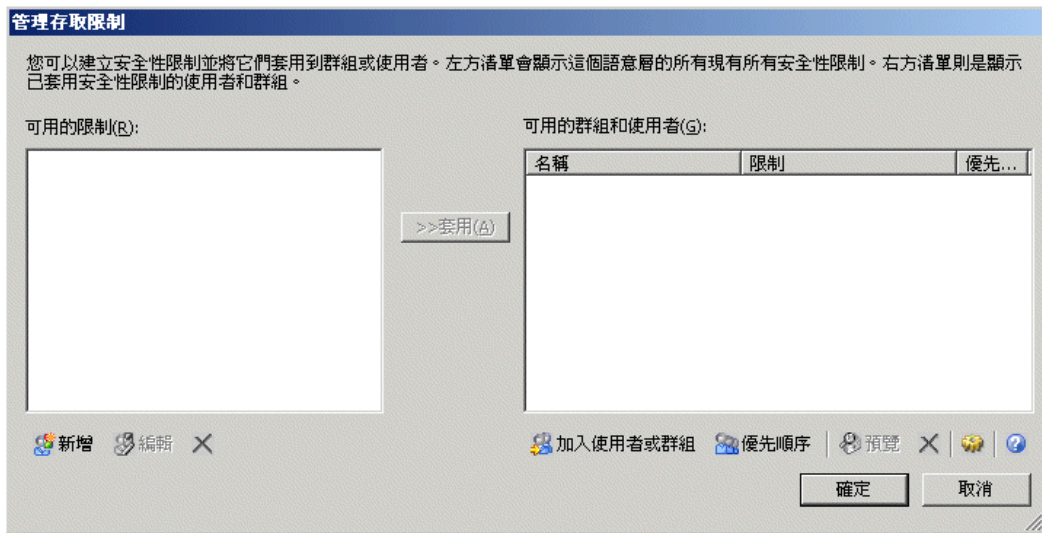 管理存取限制
您可以建立安全性限制並將它們套用到群組或使用者。左方清單會顯示這個語意層的所有現有所有安全性限制。右方清單則是顯示
已套用安全性限制的使用者和群組。
可用的限制(R):
可用的群組和使用者(G):
名稱 限制 優先...
>>套用(A)
新增 編輯
加入使用者或群組 優先順序 預覽
確定 取消